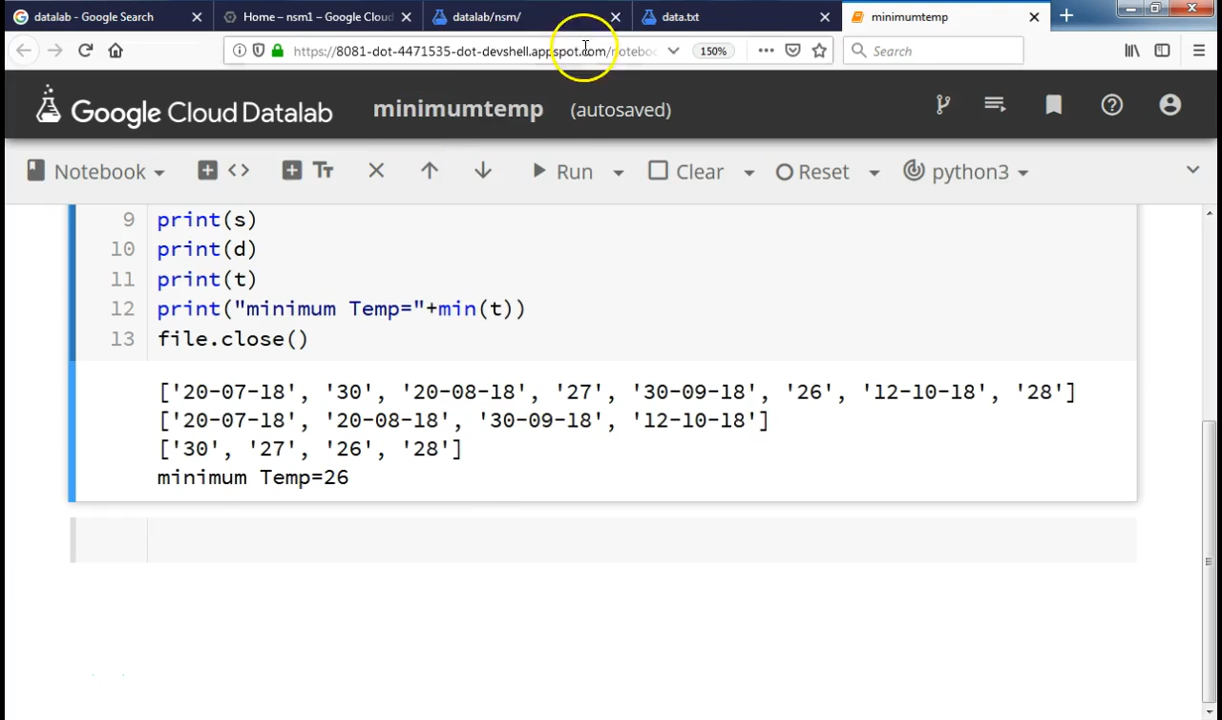 datalab - Google Search
Home – nsm1 – Google Cloud
datalab/nsm/
data.txt
minimumtemp
https://8081-dot-4471535-dot-devshell.appspot.com/noteboo
150%
Search
Google Cloud Datalab
minimumtemp
(autosaved)
Notebook
Run
Clear
Reset
python3
9 print(s)
10 print(d)
11 print(t)
12 print("minimum Temp="+min(t))
13 file.close()
['20-07-18', '30', '20-08-18', '27', '30-09-18', '26', '12-10-18', '28']
['20-07-18', '20-08-18', '30-09-18', '12-10-18']
['30', '27', '26', '28']
minimum Temp=26